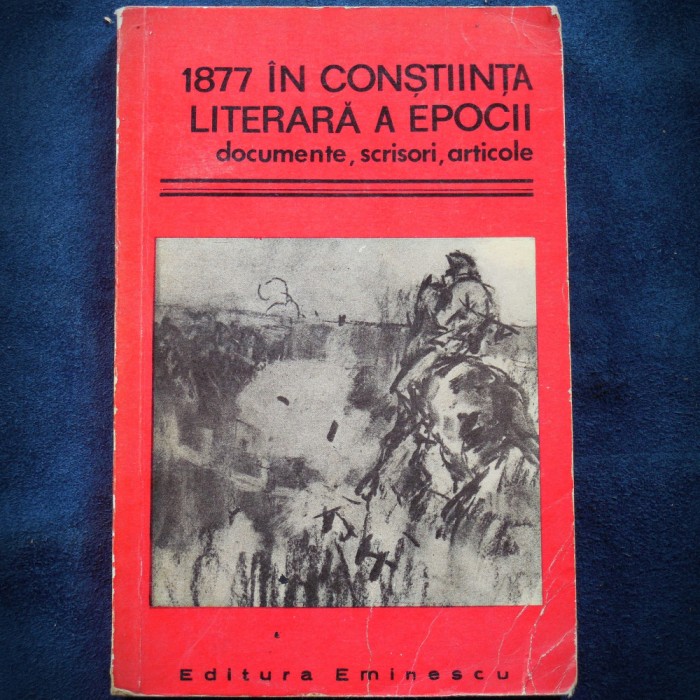 1877 ÎN CONȘTIINȚA
LITERARĂ A EPOCII
documente, scrisori, articole
Editura Eminescu